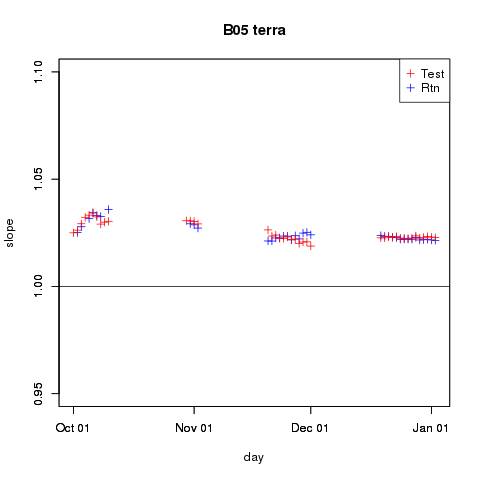 B05 terra
Test
Rtn
1.10
1.05
1.00
0.95
slope
Oct 01 Nov 01 Dec 01 Jan 01
day